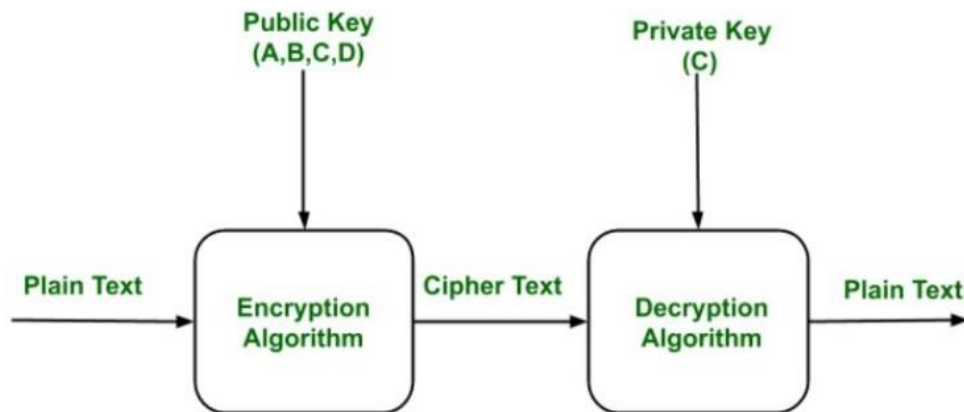 Public Key
(A,B,C,D)
Private Key
(C)
Plain Text
Encryption
Algorithm
Cipher Text
Decryption
Algorithm
Plain Text